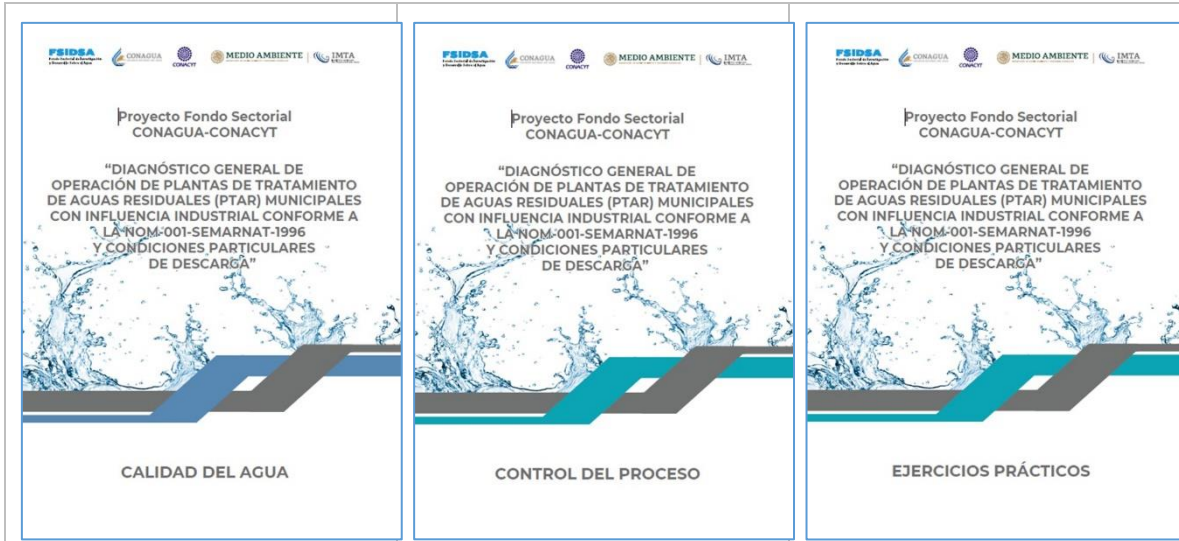 FSIDSA
CONAGUA
CONACYT
MEDIO AMBIENTE
IMTA
Proyecto Fondo Sectorial
CONAGUA-CONACYT
“DIAGNÓSTICO GENERAL DE
OPERACIÓN DE PLANTAS DE TRATAMIENTO
DE AGUAS RESIDUALES (PTAR) MUNICIPALES
CON INFLUENCIA INDUSTRIAL CONFORME A
LA NOM-001-SEMARNAT-1996
Y CONDICIONES PARTICULARES
DE DESCARGA”
CALIDAD DEL AGUA
FSIDSA
CONAGUA
CONACYT
MEDIO AMBIENTE
IMTA
Proyecto Fondo Sectorial
CONAGUA-CONACYT
“DIAGNÓSTICO GENERAL DE
OPERACIÓN DE PLANTAS DE TRATAMIENTO
DE AGUAS RESIDUALES (PTAR) MUNICIPALES
CON INFLUENCIA INDUSTRIAL CONFORME A
LA NOM-001-SEMARNAT-1996
Y CONDICIONES PARTICULARES
DE DESCARGA”
CONTROL DEL PROCESO
FSIDSA
CONAGUA
CONACYT
MEDIO AMBIENTE
IMTA
Proyecto Fondo Sectorial
CONAGUA-CONACYT
“DIAGNÓSTICO GENERAL DE
OPERACIÓN DE PLANTAS DE TRATAMIENTO
DE AGUAS RESIDUALES (PTAR) MUNICIPALES
CON INFLUENCIA INDUSTRIAL CONFORME A
LA NOM-001-SEMARNAT-1996
Y CONDICIONES PARTICULARES
DE DESCARGA”
EJERCICIOS PRÁCTICOS